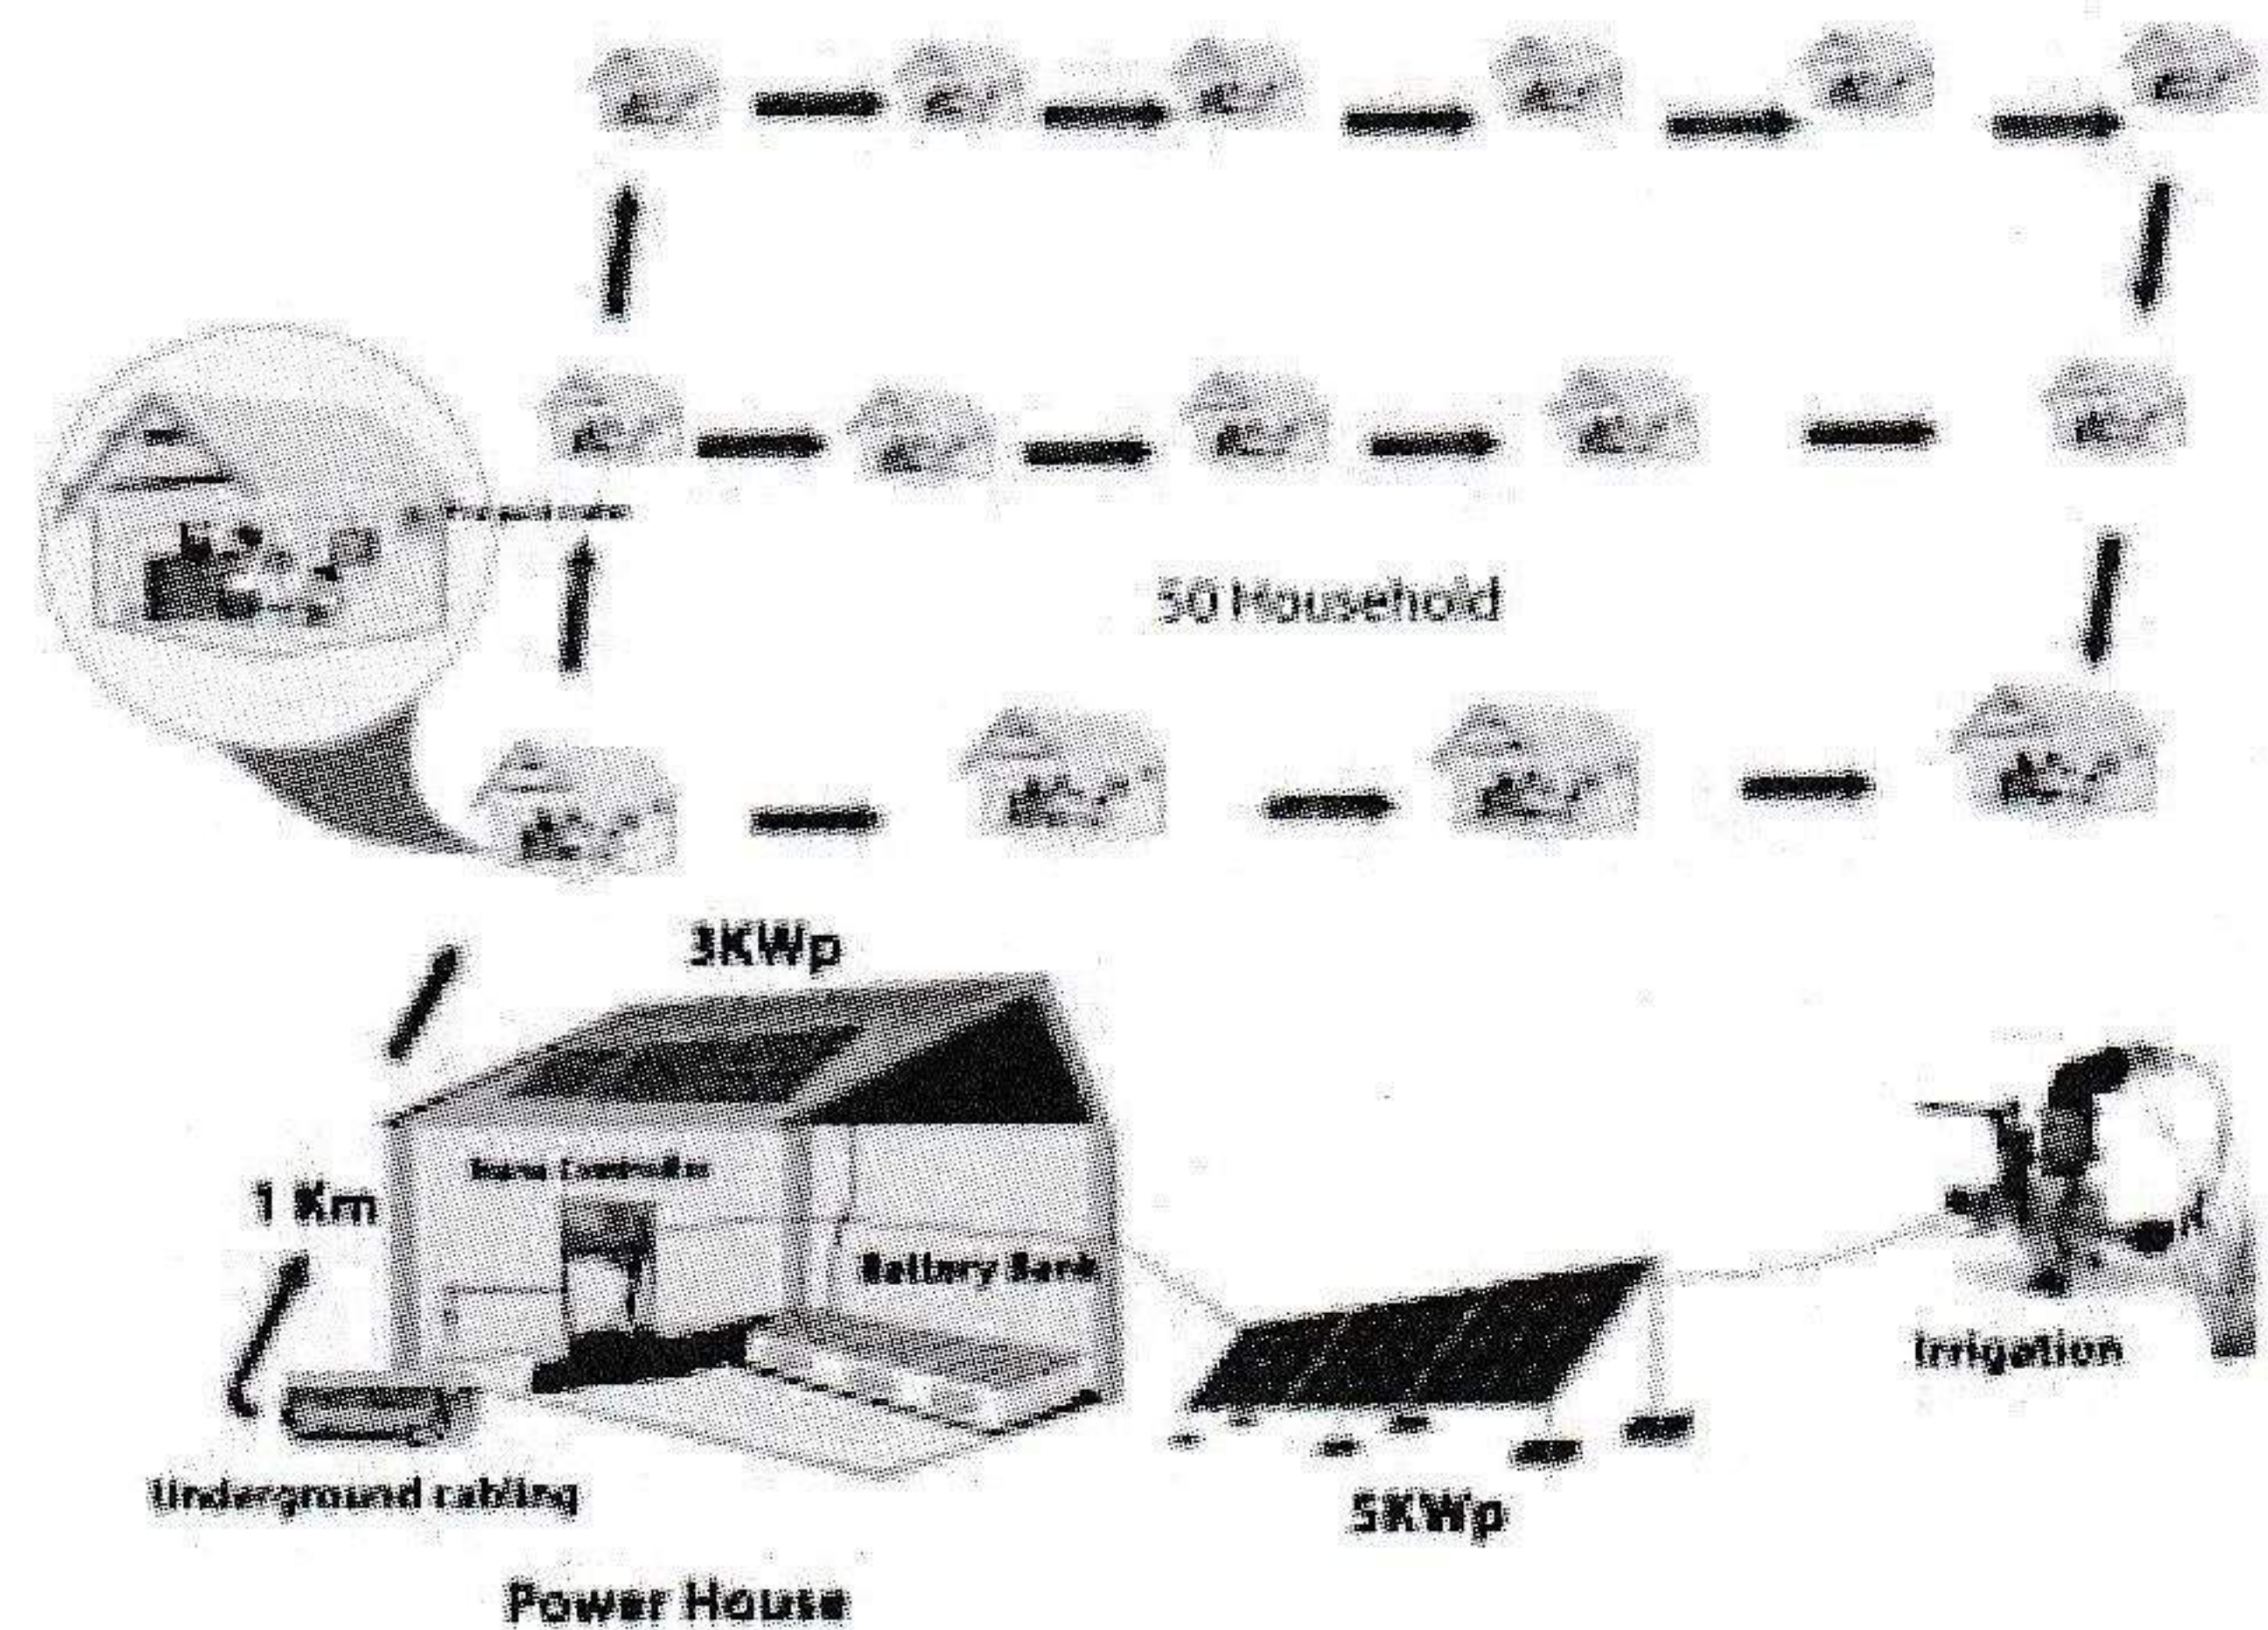 50 Household
3KWp
1 Km
Battery Bank
Irrigation
Underground cabling
5KWp
Power House